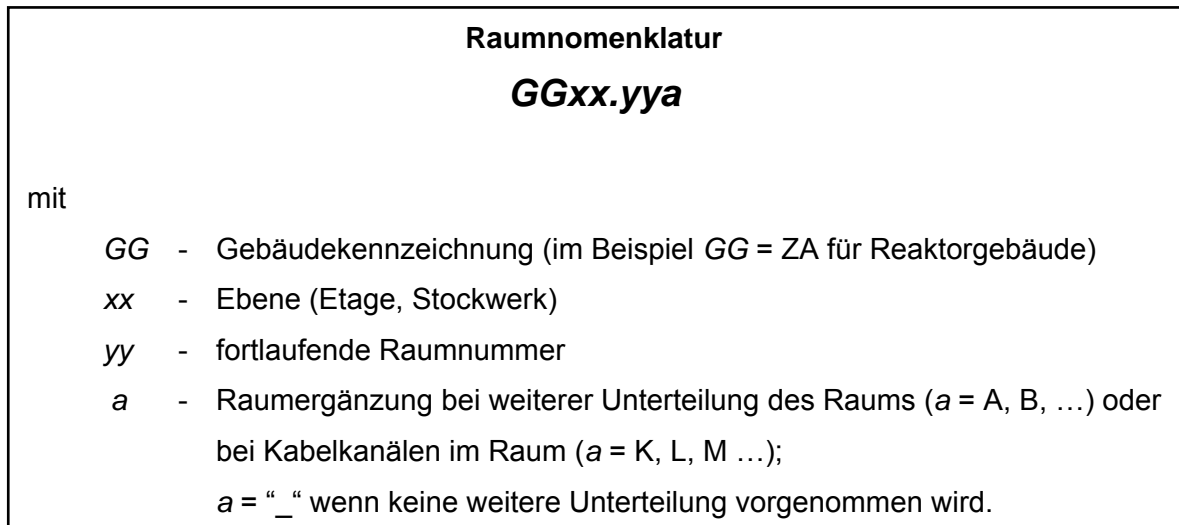 Raumnomenklatur
GGxx.yya
mit
GG - Gebäudekennzeichnung (im Beispiel GG = ZA für Reaktorgebäude)
xx - Ebene (Etage, Stockwerk)
yy - fortlaufende Raumnummer
a - Raumergänzung bei weiterer Unterteilung des Raums (a = A, B, …) oder
bei Kabelkanälen im Raum (a = K, L, M …);
a = “_“ wenn keine weitere Unterteilung vorgenommen wird.